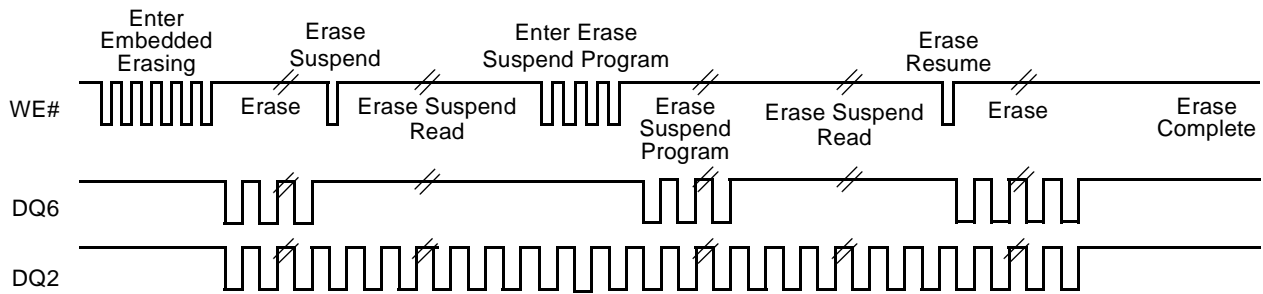 Enter
Embedded
Erasing
Erase
Suspend
Enter Erase
Suspend Program
Erase
Resume
WE#
Erase
Erase Suspend
Read
Erase
Suspend
Program
Erase Suspend
Read
Erase
Erase
Complete
DQ6
DQ2